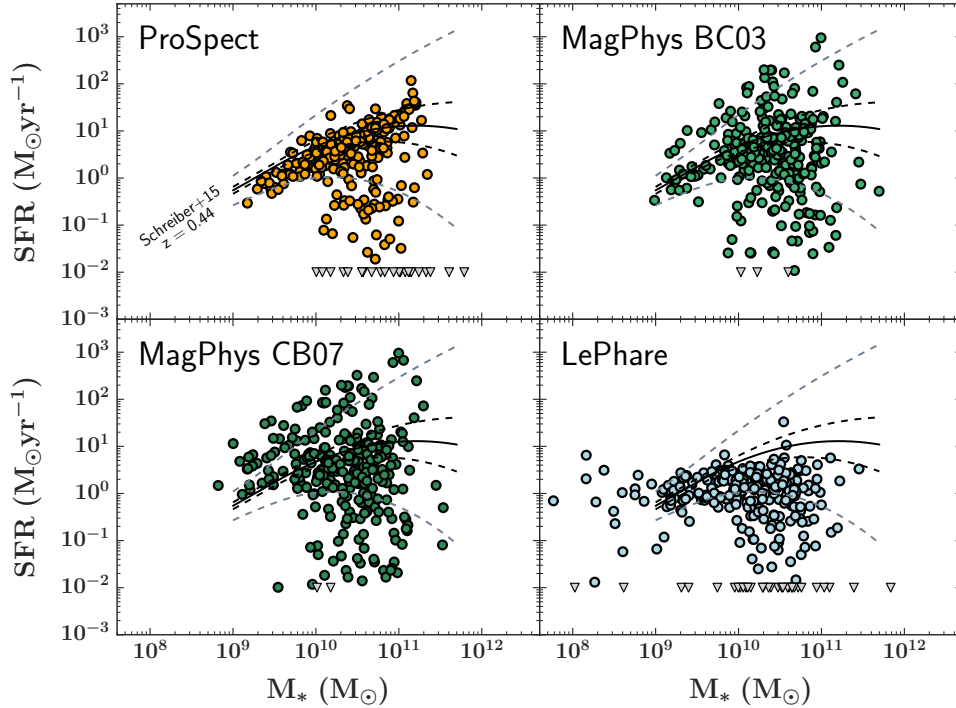 ProSpect
MagPhys BC03
10³
10²
10¹
10⁰
10⁻¹
10⁻²
10⁻³
SFR (M⊙yr⁻¹)
Schreiber+15
z = 0.44
MagPhys CB07
LePhare
10³
10²
10¹
10⁰
10⁻¹
10⁻²
10⁻³
SFR (M⊙yr⁻¹)
10⁸ 10⁹ 10¹⁰ 10¹¹ 10¹²
10⁸ 10⁹ 10¹⁰ 10¹¹ 10¹²
M* (M⊙)
M* (M⊙)